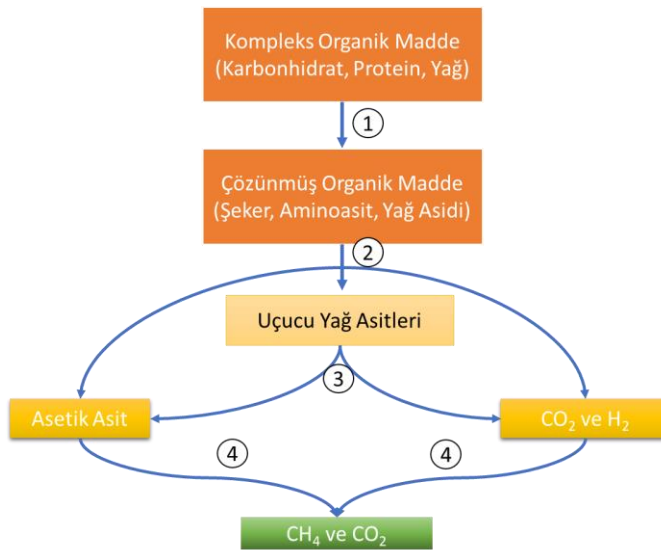 Kompleks Organik Madde
(Karbonhidrat, Protein, Yağ)
1
Çözünmüş Organik Madde
(Şeker, Aminoasit, Yağ Asidi)
2
Uçucu Yağ Asitleri
3
Asetik Asit
CO₂ ve H₂
4
4
CH₄ ve CO₂